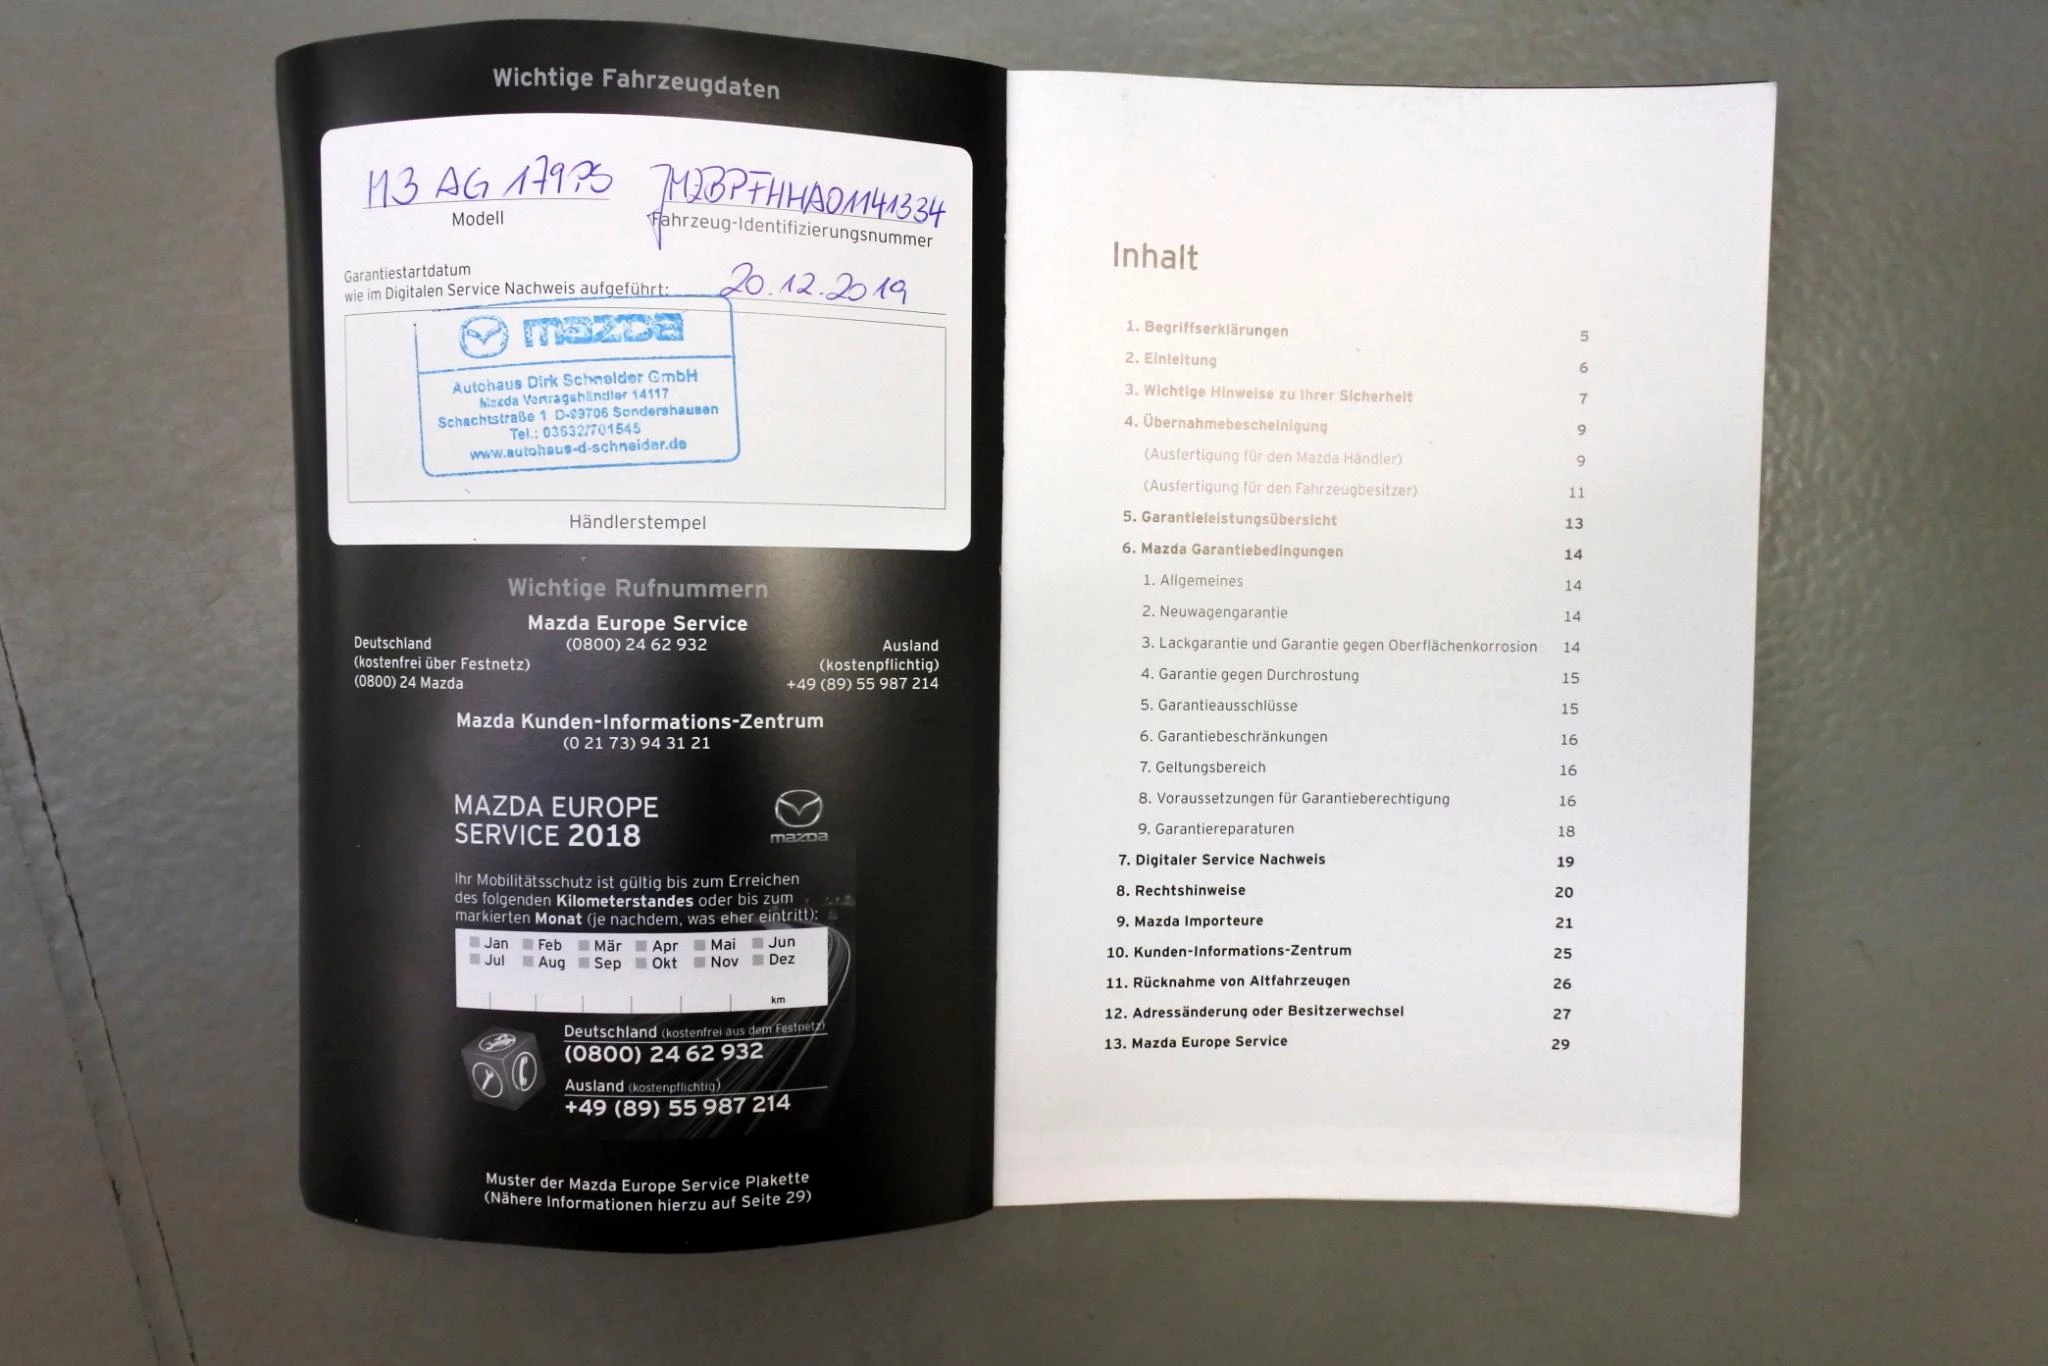 Wichtige Fahrzeugdaten
M3 AG 179PS
JMZBPFHHA01141334
Modell
Fahrzeug-Identifizierungsnummer
Garantiestartdatum
wie im Digitalen Service Nachweis aufgeführt: 20.12.2019
mazda
Autohaus Dirk Schneider GmbH
Mazda Vertragshändler 14117
Schachtstraße 1 D-99706 Sondershausen
Tel.: 03632/701545
www.autohaus-d-schneider.de
Händlerstempel
Wichtige Rufnummern
Mazda Europe Service
(0800) 24 62 932
Deutschland
(kostenfrei über Festnetz)
(0800) 24 Mazda
Ausland
(kostenpflichtig)
+49 (89) 55 987 214
Mazda Kunden-Informations-Zentrum
(0 21 73) 94 31 21
MAZDA EUROPE
SERVICE 2018
mazda
Ihr Mobilitätsschutz ist gültig bis zum Erreichen
des folgenden Kilometerstandes oder bis zum
markierten Monat (je nachdem, was eher eintritt):
Jan Feb Mär Apr Mai Jun
Jul Aug Sep Okt Nov Dez
km
Deutschland (kostenfrei aus dem Festnetz)
(0800) 24 62 932
Ausland (kostenpflichtig)
+49 (89) 55 987 214
Muster der Mazda Europe Service Plakette
(Nähere Informationen hierzu auf Seite 29)
Inhalt
1. Begriffserklärungen 5
2. Einleitung 6
3. Wichtige Hinweise zu Ihrer Sicherheit 7
4. Übernahmebescheinigung 9
(Ausfertigung für den Mazda Händler) 9
(Ausfertigung für den Fahrzeugbesitzer) 11
5. Garantieleistungsübersicht 13
6. Mazda Garantiebedingungen 14
1. Allgemeines 14
2. Neuwagengarantie 14
3. Lackgarantie und Garantie gegen Oberflächenkorrosion 14
4. Garantie gegen Durchrostung 15
5. Garantieausschlüsse 15
6. Garantiebeschränkungen 16
7. Geltungsbereich 16
8. Voraussetzungen für Garantieberechtigung 16
9. Garantiereparaturen 18
7. Digitaler Service Nachweis 19
8. Rechtshinweise 20
9. Mazda Importeure 21
10. Kunden-Informations-Zentrum 25
11. Rücknahme von Altfahrzeugen 26
12. Adressänderung oder Besitzerwechsel 27
13. Mazda Europe Service 29